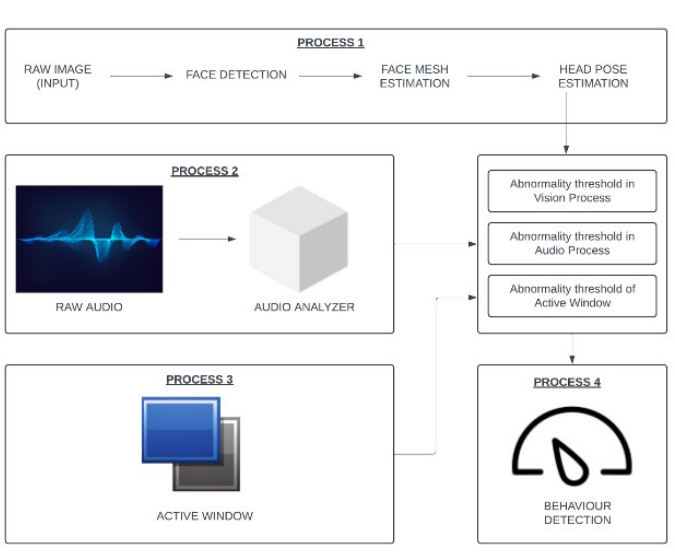 PROCESS 1
RAW IMAGE
(INPUT)
FACE DETECTION
FACE MESH
ESTIMATION
HEAD POSE
ESTIMATION
PROCESS 2
RAW AUDIO
AUDIO ANALYZER
Abnormality threshold in
Vision Process
Abnormality threshold in
Audio Process
Abnormality threshold of
Active Window
PROCESS 3
ACTIVE WINDOW
PROCESS 4
BEHAVIOUR
DETECTION